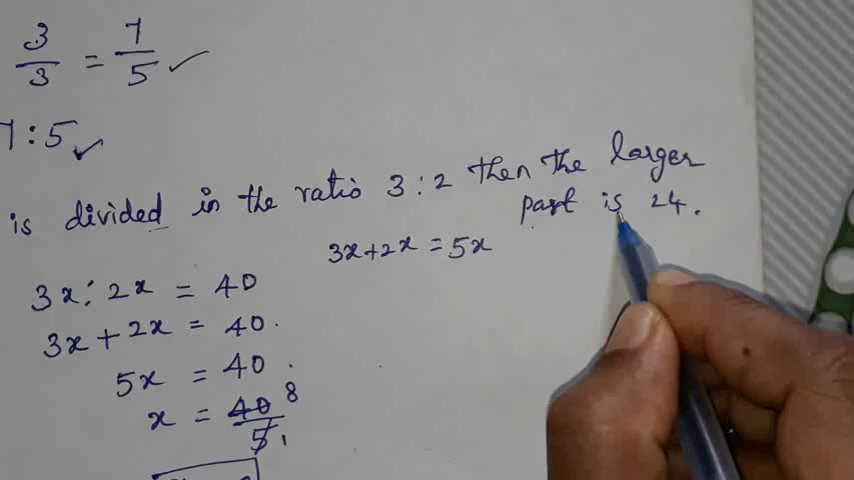 3/3 = 7/5 ✓
7 : 5 ✓
is divided in the ratio 3 : 2 then the larger
part is 24.
3x + 2x = 5x
3x : 2x = 40
3x + 2x = 40.
5x = 40.
x = 40/5 8 1